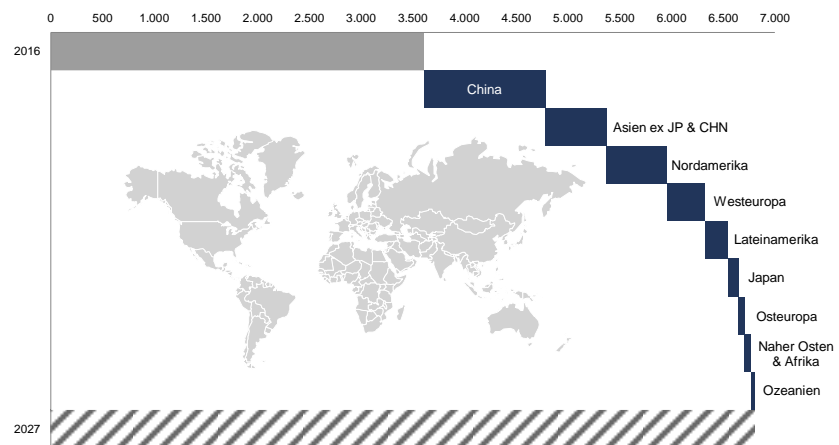 0 500 1.000 1.500 2.000 2.500 3.000 3.500 4.000 4.500 5.000 5.500 6.000 6.500 7.000
2016
China
Asien ex JP & CHN
Nordamerika
Westeuropa
Lateinamerika
Japan
Osteuropa
Naher Osten
& Afrika
Ozeanien
2027